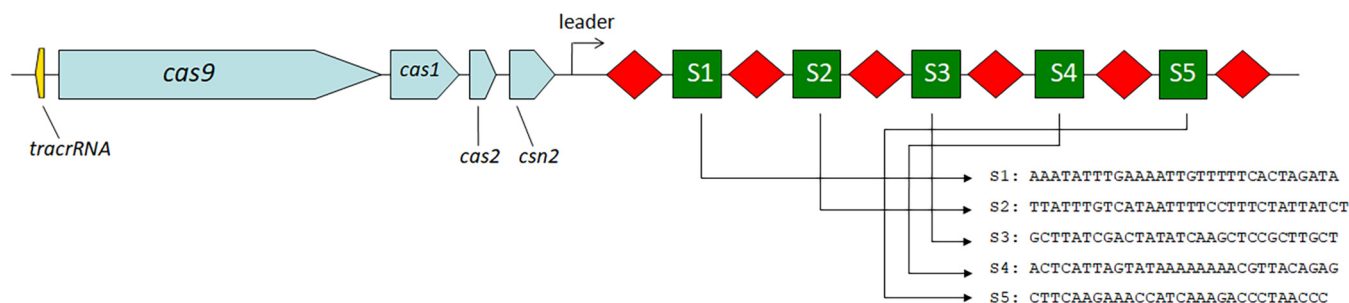 leader
cas9 cas1 S1 S2 S3 S4 S5
tracrRNA cas2 csn2
S1: AAATATTTGAAAATTGTTTTTCACTAGATA
S2: TTATTTGTCATAATTTTCCTTTCTATTATCT
S3: GCTTATCGACTATATCAAGCTCCGCTTGCT
S4: ACTCATTAGTATAAAAAAAACGTTACAGAG
S5: CTTCAAGAAACCATCAAAGACCCTAACCC